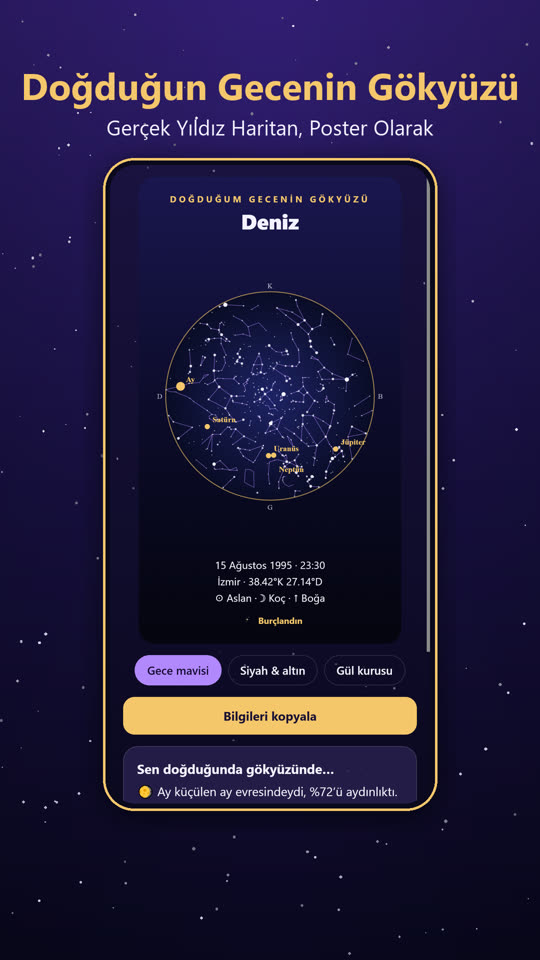 Doğduğun Gecenin Gökyüzü
Gerçek Yıldız Haritan, Poster Olarak
DOĞDUĞUM GECENİN GÖKYÜZÜ
Deniz
K
Ay
D
B
Satürn
Jüpiter
Uranüs
Neptün
G
15 Ağustos 1995 · 23:30
İzmir · 38.42°K 27.14°D
☉ Aslan · ☽ Koç · ↑ Boğa
Burçlandın
Gece mavisi
Siyah & altın
Gül kurusu
Bilgileri kopyala
Sen doğduğunda gökyüzünde…
Ay küçülen ay evresindeydi, %72'ü aydınlıktı.